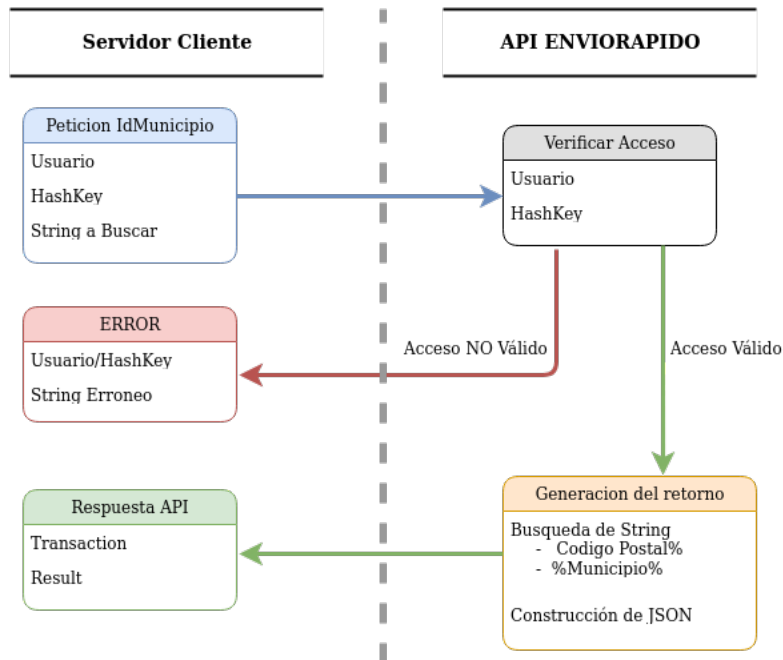 Servidor Cliente
API ENVIORAPIDO
Peticion IdMunicipio
Usuario
HashKey
String a Buscar
Verificar Acceso
Usuario
HashKey
ERROR
Usuario/HashKey
String Erroneo
Acceso NO Válido
Acceso Válido
Respuesta API
Transaction
Result
Generacion del retorno
Busqueda de String
- Codigo Postal%
- %Municipio%
Construcción de JSON